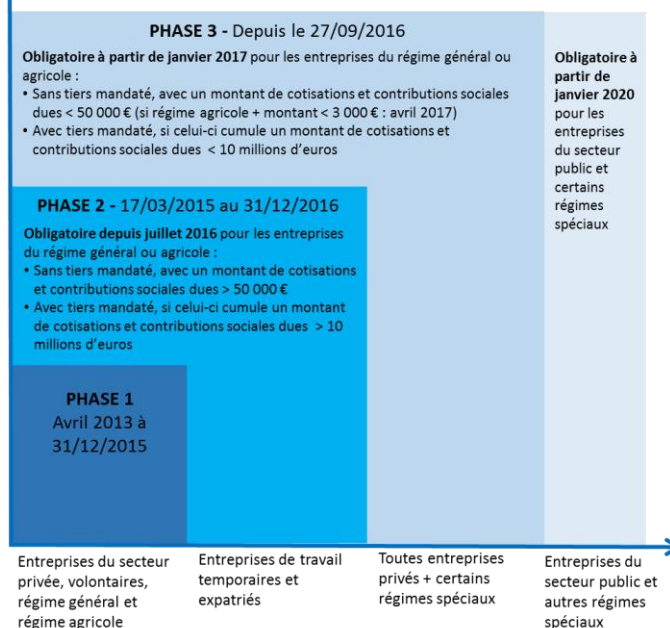 PHASE 3 - Depuis le 27/09/2016
Obligatoire à partir de janvier 2017 pour les entreprises du régime général ou
agricole :
• Sans tiers mandaté, avec un montant de cotisations et contributions sociales
dues < 50 000 € (si régime agricole + montant < 3 000 € : avril 2017)
• Avec tiers mandaté, si celui-ci cumule un montant de cotisations et
contributions sociales dues < 10 millions d'euros
Obligatoire à
partir de
janvier 2020
pour les
entreprises
du secteur
public et
certains
régimes
spéciaux
PHASE 2 - 17/03/2015 au 31/12/2016
Obligatoire depuis juillet 2016 pour les entreprises
du régime général ou agricole :
• Sans tiers mandaté, avec un montant de cotisations
et contributions sociales dues > 50 000 €
• Avec tiers mandaté, si celui-ci cumule un montant
de cotisations et contributions sociales dues > 10
millions d'euros
PHASE 1
Avril 2013 à
31/12/2015
Entreprises du secteur
privée, volontaires,
régime général et
régime agricole
Entreprises de travail
temporaires et
expatriés
Toutes entreprises
privés + certains
régimes spéciaux
Entreprises du
secteur public et
autres régimes
spéciaux